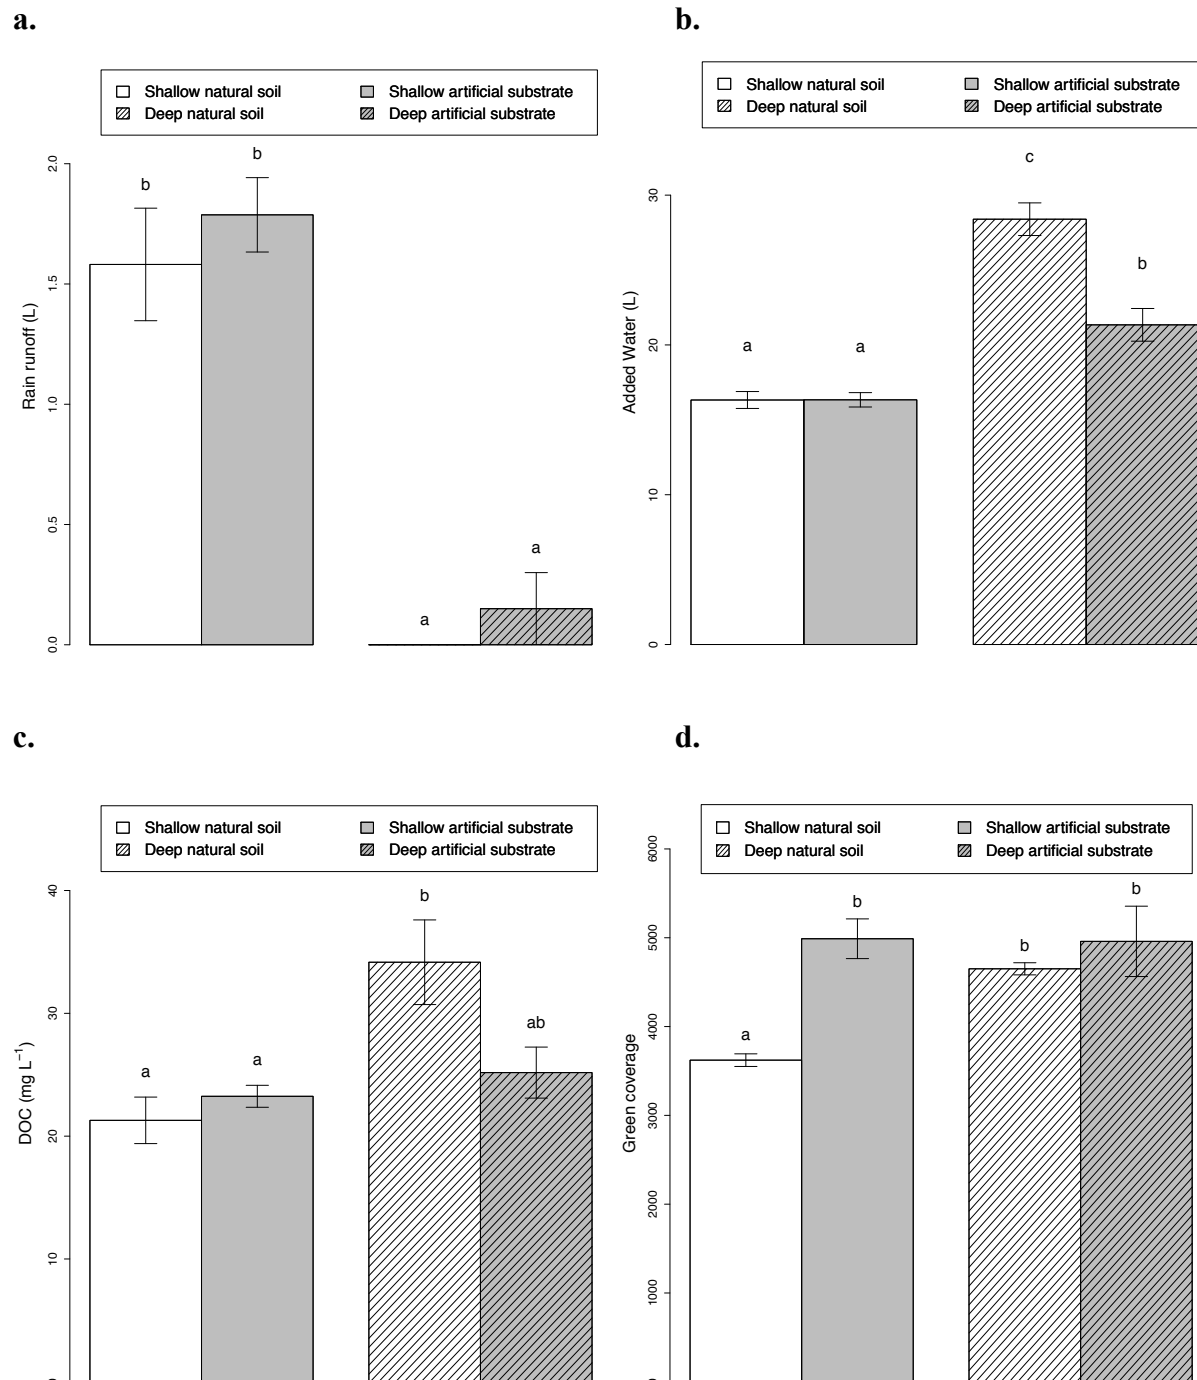 a.
Shallow natural soil
Shallow artificial substrate
Deep natural soil
Deep artificial substrate
Rain runoff (L)
2.0
1.5
1.0
0.5
0.0
b
b
a
a
b.
Shallow natural soil
Shallow artificial substrate
Deep natural soil
Deep artificial substrate
Added Water (L)
30
20
10
0
a
a
c
b
c.
Shallow natural soil
Shallow artificial substrate
Deep natural soil
Deep artificial substrate
DOC (mg L⁻¹)
40
30
20
10
a
a
b
ab
d.
Shallow natural soil
Shallow artificial substrate
Deep natural soil
Deep artificial substrate
Green coverage
6000
5000
4000
3000
2000
1000
a
b
b
b